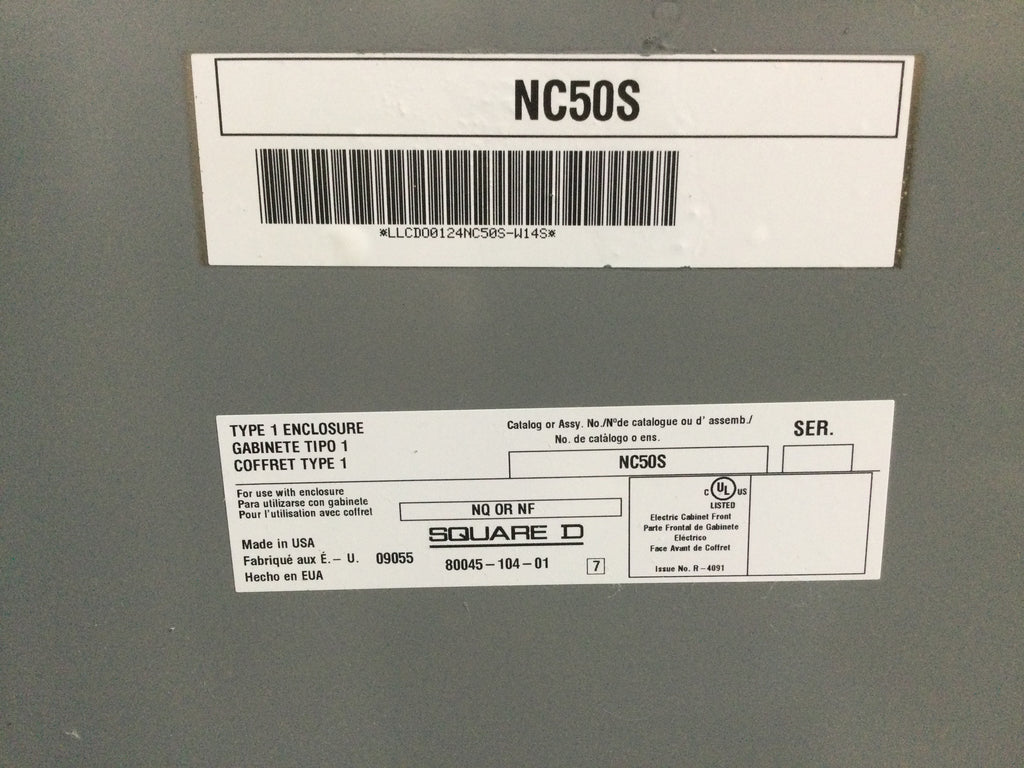 NC50S
*LLCDO0124NC50S-W14S*
TYPE 1 ENCLOSURE
GABINETE TIPO 1
COFFRET TYPE 1
Catalog or Assy. No./N°de catalogue ou d' assemb./
No. de catàlogo o ens.
NC50S
SER.
For use with enclosure
Para utilizarse con gabinete
Pour l'utilisation avec coffret
NQ OR NF
SQUARE D
Made in USA
Fabriqué aux É.– U.
Hecho en EUA
09055
80045–104–01
7
C UL US
LISTED
Electric Cabinet Front
Parte Frontal de Gabinete
Eléctrico
Face Avant de Coffret
Issue No. R–4091